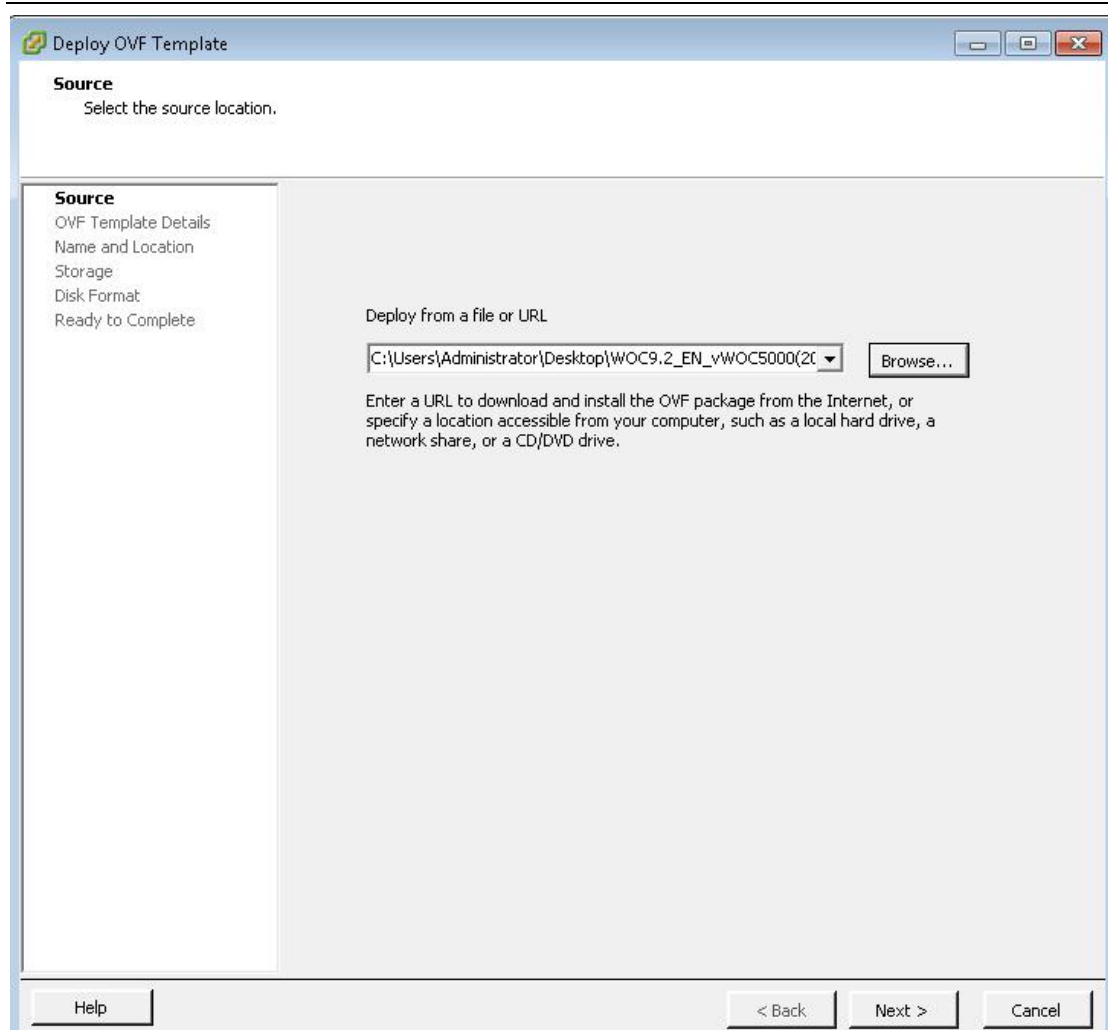 Deploy OVF Template
Source
Select the source location.
Source
OVF Template Details
Name and Location
Storage
Disk Format
Ready to Complete
Deploy from a file or URL
C:\Users\Administrator\Desktop\WOC9.2_EN_vWOC5000(20
Browse...
Enter a URL to download and install the OVF package from the Internet, or
specify a location accessible from your computer, such as a local hard drive, a
network share, or a CD/DVD drive.
Help
< Back
Next >
Cancel